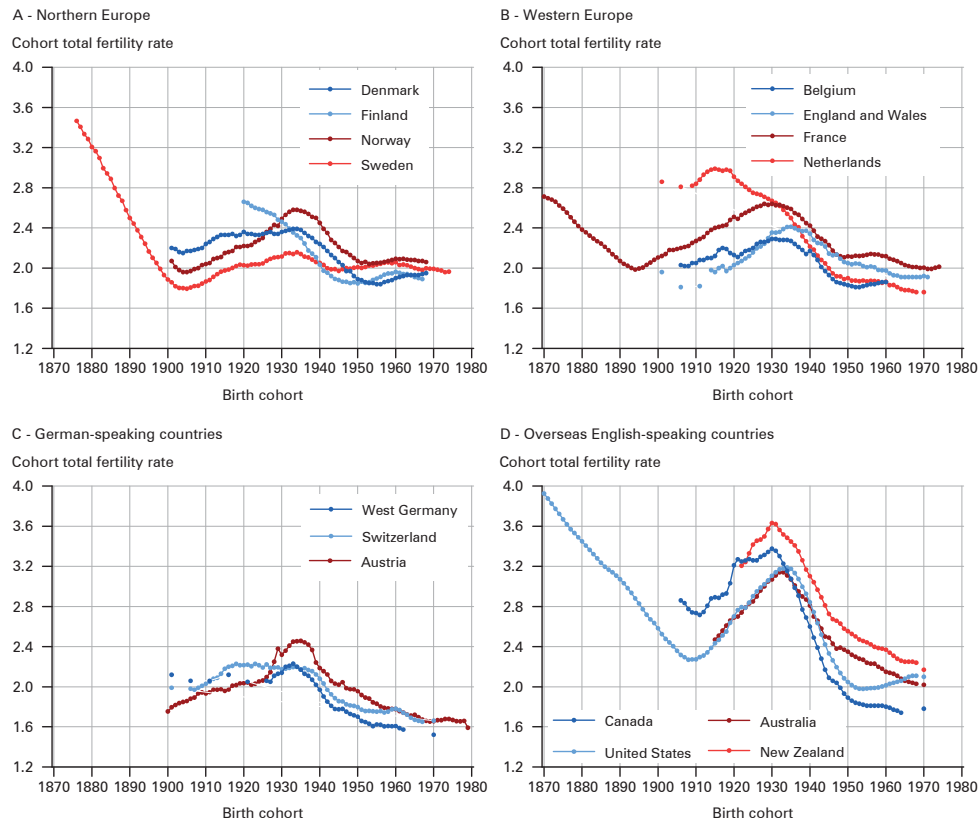 A - Northern Europe
Cohort total fertility rate
4.0
3.6
3.2
2.8
2.4
2.0
1.6
1.2
Denmark
Finland
Norway
Sweden
1870 1880 1890 1900 1910 1920 1930 1940 1950 1960 1970 1980
Birth cohort
B - Western Europe
Cohort total fertility rate
4.0
3.6
3.2
2.8
2.4
2.0
1.6
1.2
Belgium
England and Wales
France
Netherlands
1870 1880 1890 1900 1910 1920 1930 1940 1950 1960 1970 1980
Birth cohort
C - German-speaking countries
Cohort total fertility rate
4.0
3.6
3.2
2.8
2.4
2.0
1.6
1.2
West Germany
Switzerland
Austria
1870 1880 1890 1900 1910 1920 1930 1940 1950 1960 1970 1980
Birth cohort
D - Overseas English-speaking countries
Cohort total fertility rate
4.0
3.6
3.2
2.8
2.4
2.0
1.6
1.2
Canada Australia
United States New Zealand
1870 1880 1890 1900 1910 1920 1930 1940 1950 1960 1970 1980
Birth cohort